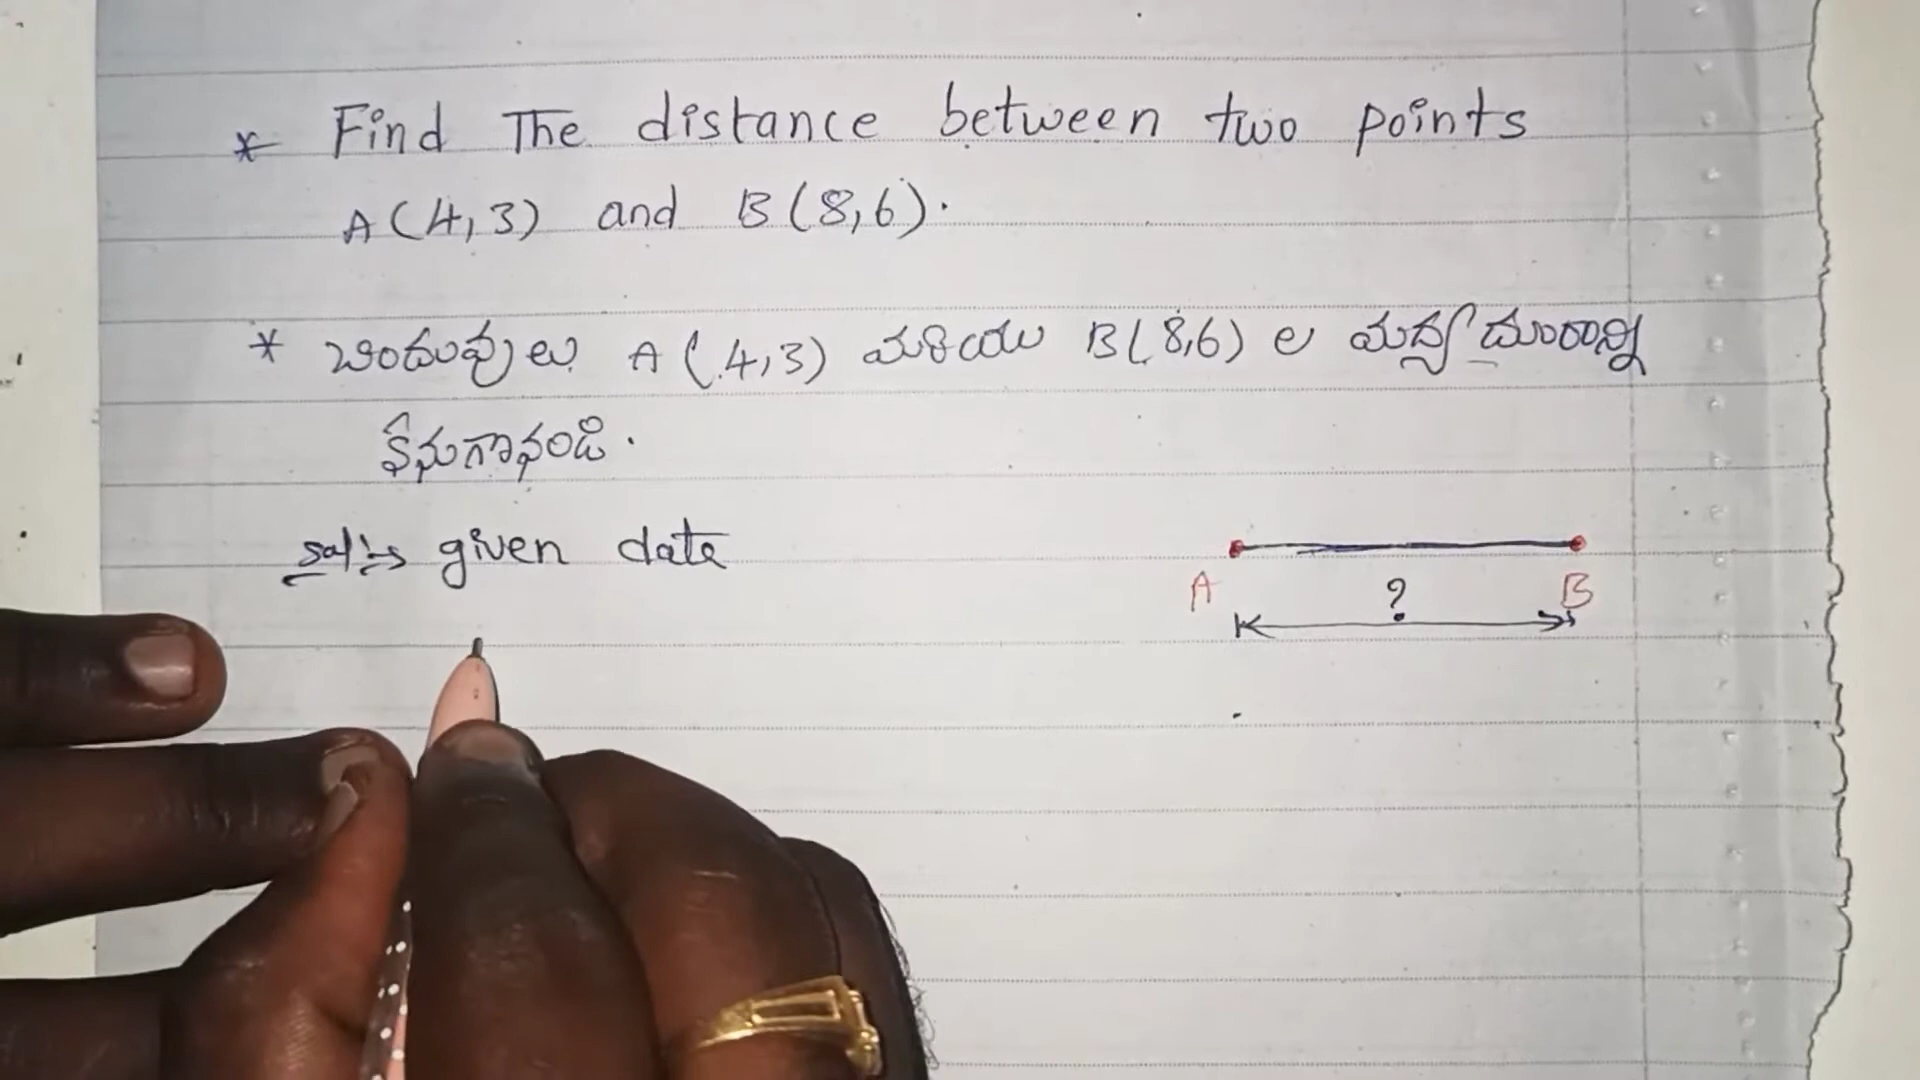 * Find The distance between two points
A(4,3) and B(8,6).
* బిందువులు A(4,3) మరియు B(8,6) ల మధ్య దూరాన్ని
కనుగొనండి.
Sol:- given date
A ? B